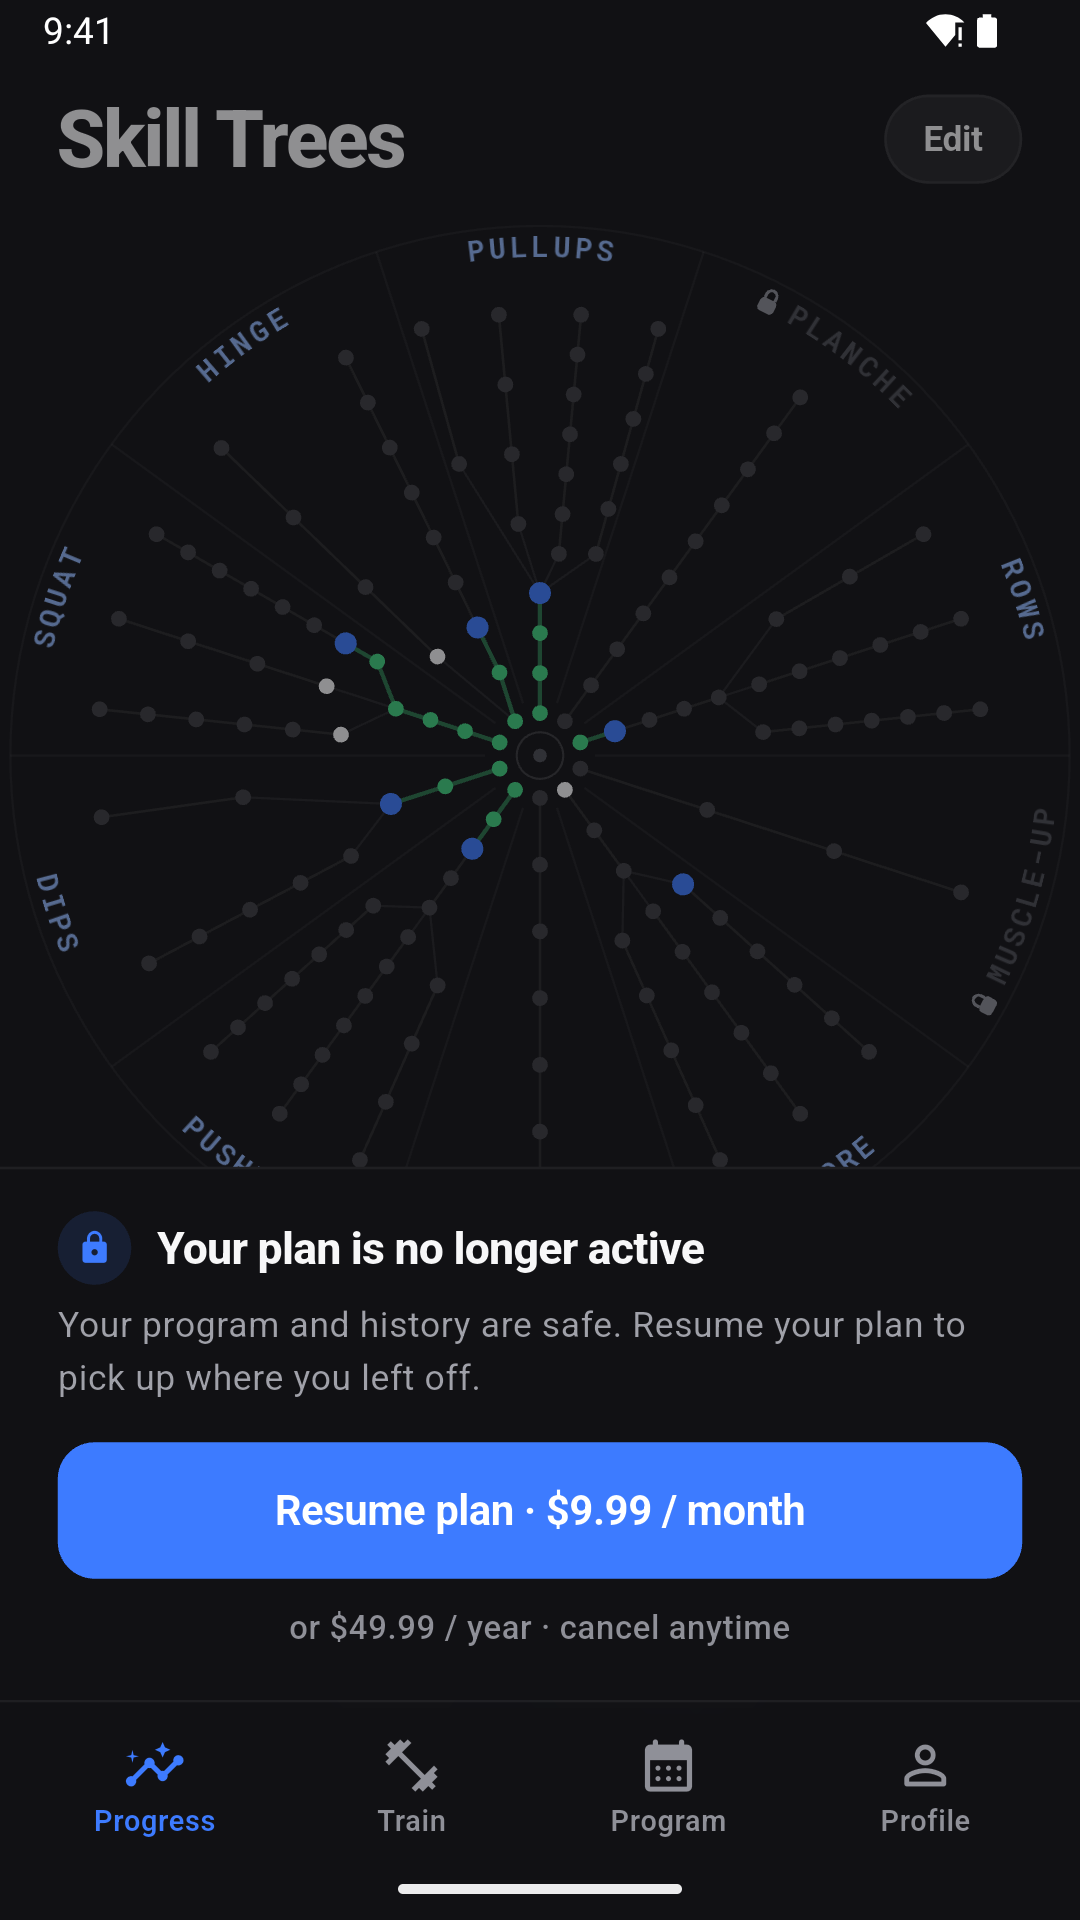 9:41
Skill Trees
Edit
PULLUPS
PLANCHE
HINGE
ROWS
SQUAT
MUSCLE-UP
DIPS
PUSH
ORE
Your plan is no longer active
Your program and history are safe. Resume your plan to
pick up where you left off.
Resume plan · $9.99 / month
or $49.99 / year · cancel anytime
Progress
Train
Program
Profile